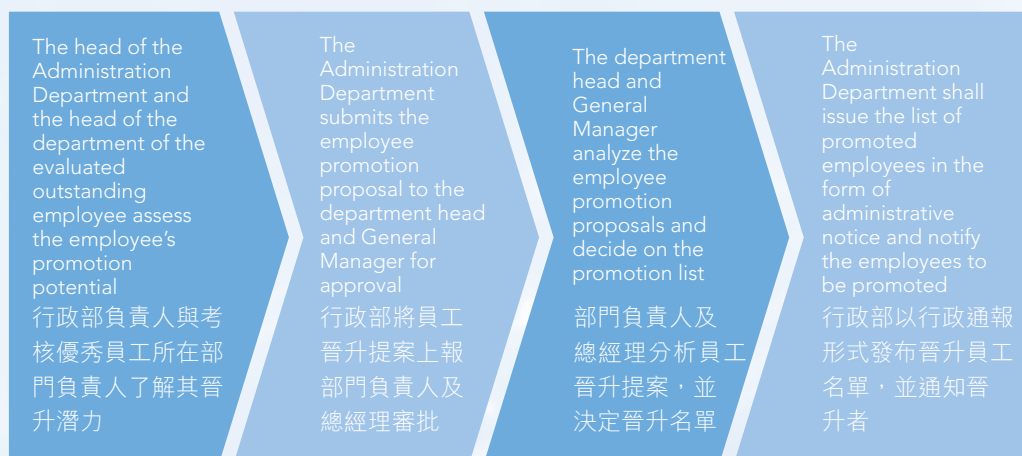 The head of the
Administration
Department and
the head of the
department of the
evaluated
outstanding
employee assess
the employee's
promotion
potential
行政部負責人與考
核優秀員工所在部
門負責人了解其晉
升潛力
The
Administration
Department
submits the
employee
promotion
proposal to the
department head
and General
Manager for
approval
行政部將員工
晉升提案上報
部門負責人及
總經理審批
The department
head and
General
Manager
analyze the
employee
promotion
proposals and
decide on the
promotion list
部門負責人及
總經理分析員工
晉升提案，並
決定晉升名單
The
Administration
Department shall
issue the list of
promoted
employees in the
form of
administrative
notice and notify
the employees to
be promoted
行政部以行政通報
形式發布晉升員工
名單，並通知晉
升者